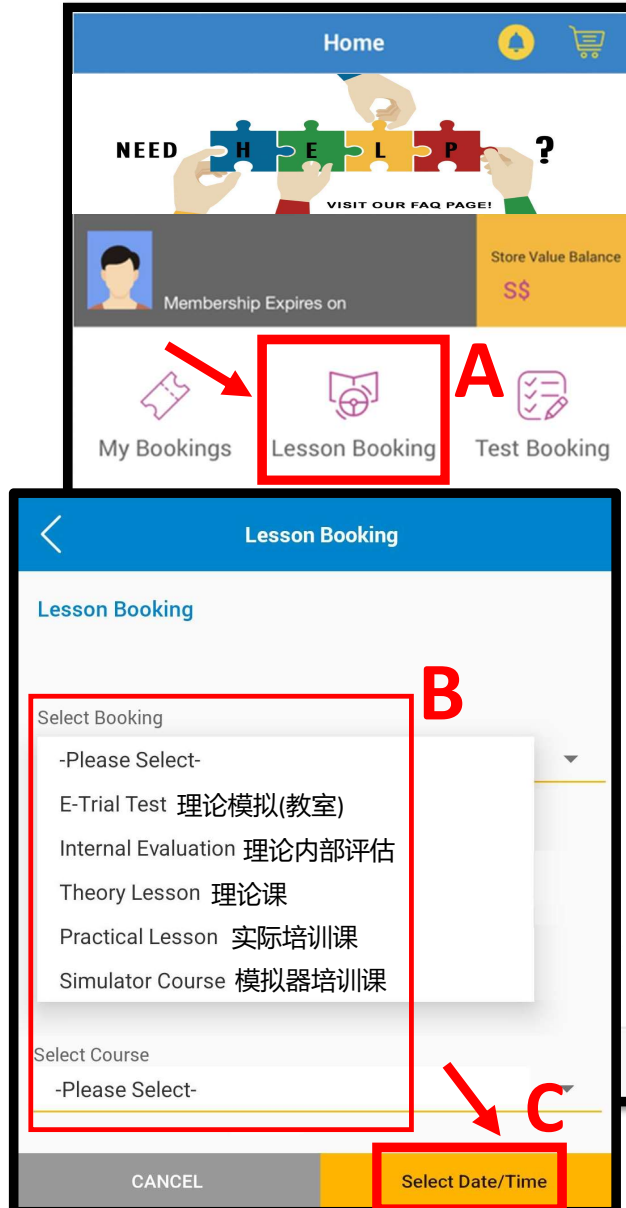 Home
NEED H E L P ?
VISIT OUR FAQ PAGE!
Store Value Balance
S$
Membership Expires on
A
My Bookings Lesson Booking Test Booking
Lesson Booking
Lesson Booking
B
Select Booking
-Please Select-
E-Trial Test 理论模拟(教室)
Internal Evaluation 理论内部评估
Theory Lesson 理论课
Practical Lesson 实际培训课
Simulator Course 模拟器培训课
Select Course
-Please Select-
C
CANCEL Select Date/Time